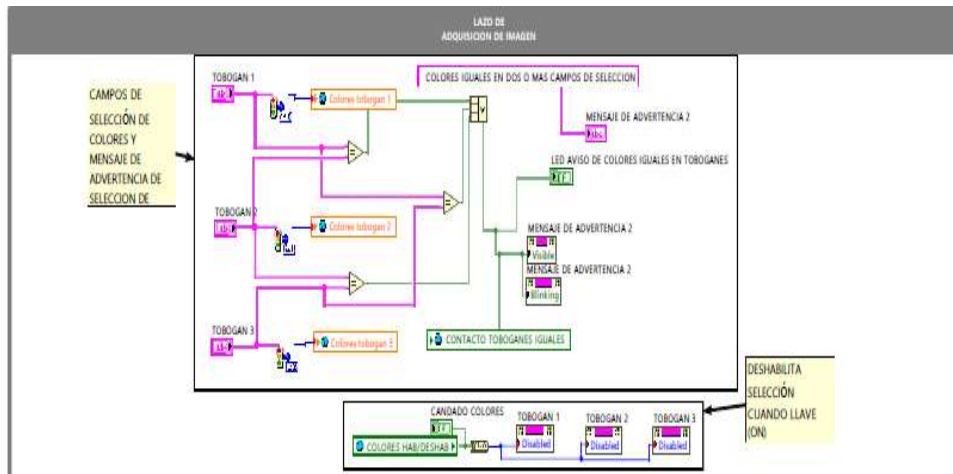 LAZO DE
ADQUISICION DE IMAGEN
CAMPOS DE
SELECCIÓN DE
COLORES Y
MENSAJE DE
ADVERTENCIA DE
SELECCION DE
TOBOGAN 1
Abc
Colores tobogan 1
COLORES IGUALES EN DOS O MAS CAMPOS DE SELECCION
MENSAJE DE ADVERTENCIA 2
Abc
LED AVISO DE COLORES IGUALES EN TOBOGANES
TOBOGAN 2
Abc
Colores tobogan 2
MENSAJE DE ADVERTENCIA 2
Visible
MENSAJE DE ADVERTENCIA 2
Blinking
TOBOGAN 3
Abc
Colores tobogan 3
CONTACTO TOBOGANES IGUALES
DESHABILITA
SELECCIÓN
CUANDO LLAVE
(ON)
CANDADO COLORES
COLORES HAB/DESHAB
TOBOGAN 1
Disabled
TOBOGAN 2
Disabled
TOBOGAN 3
Disabled